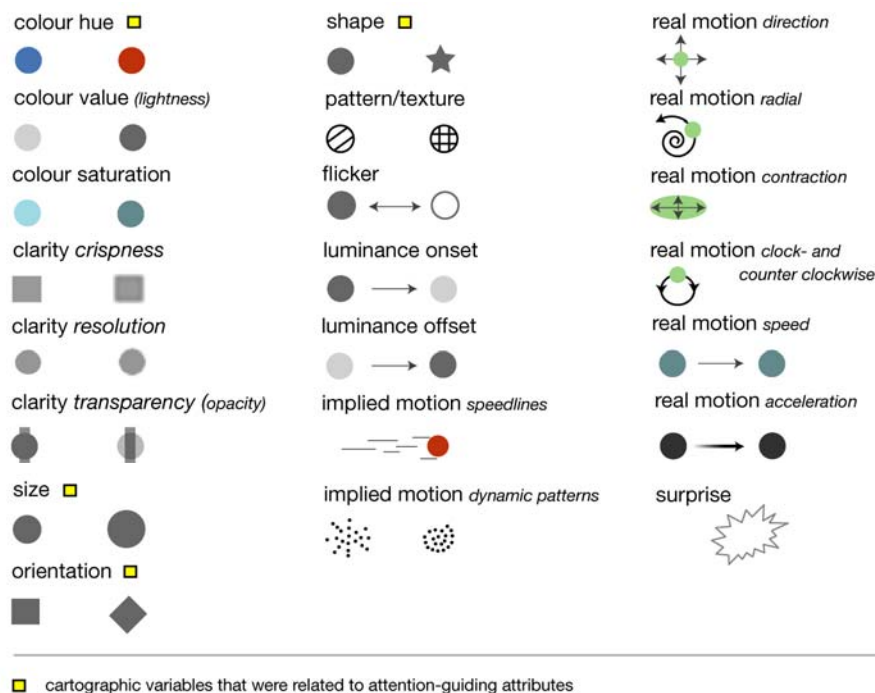 colour hue
colour value (lightness)
colour saturation
clarity crispness
clarity resolution
clarity transparency (opacity)
size
orientation
shape
pattern/texture
flicker
luminance onset
luminance offset
implied motion speedlines
implied motion dynamic patterns
real motion direction
real motion radial
real motion contraction
real motion clock- and
counter clockwise
real motion speed
real motion acceleration
surprise
cartographic variables that were related to attention-guiding attributes